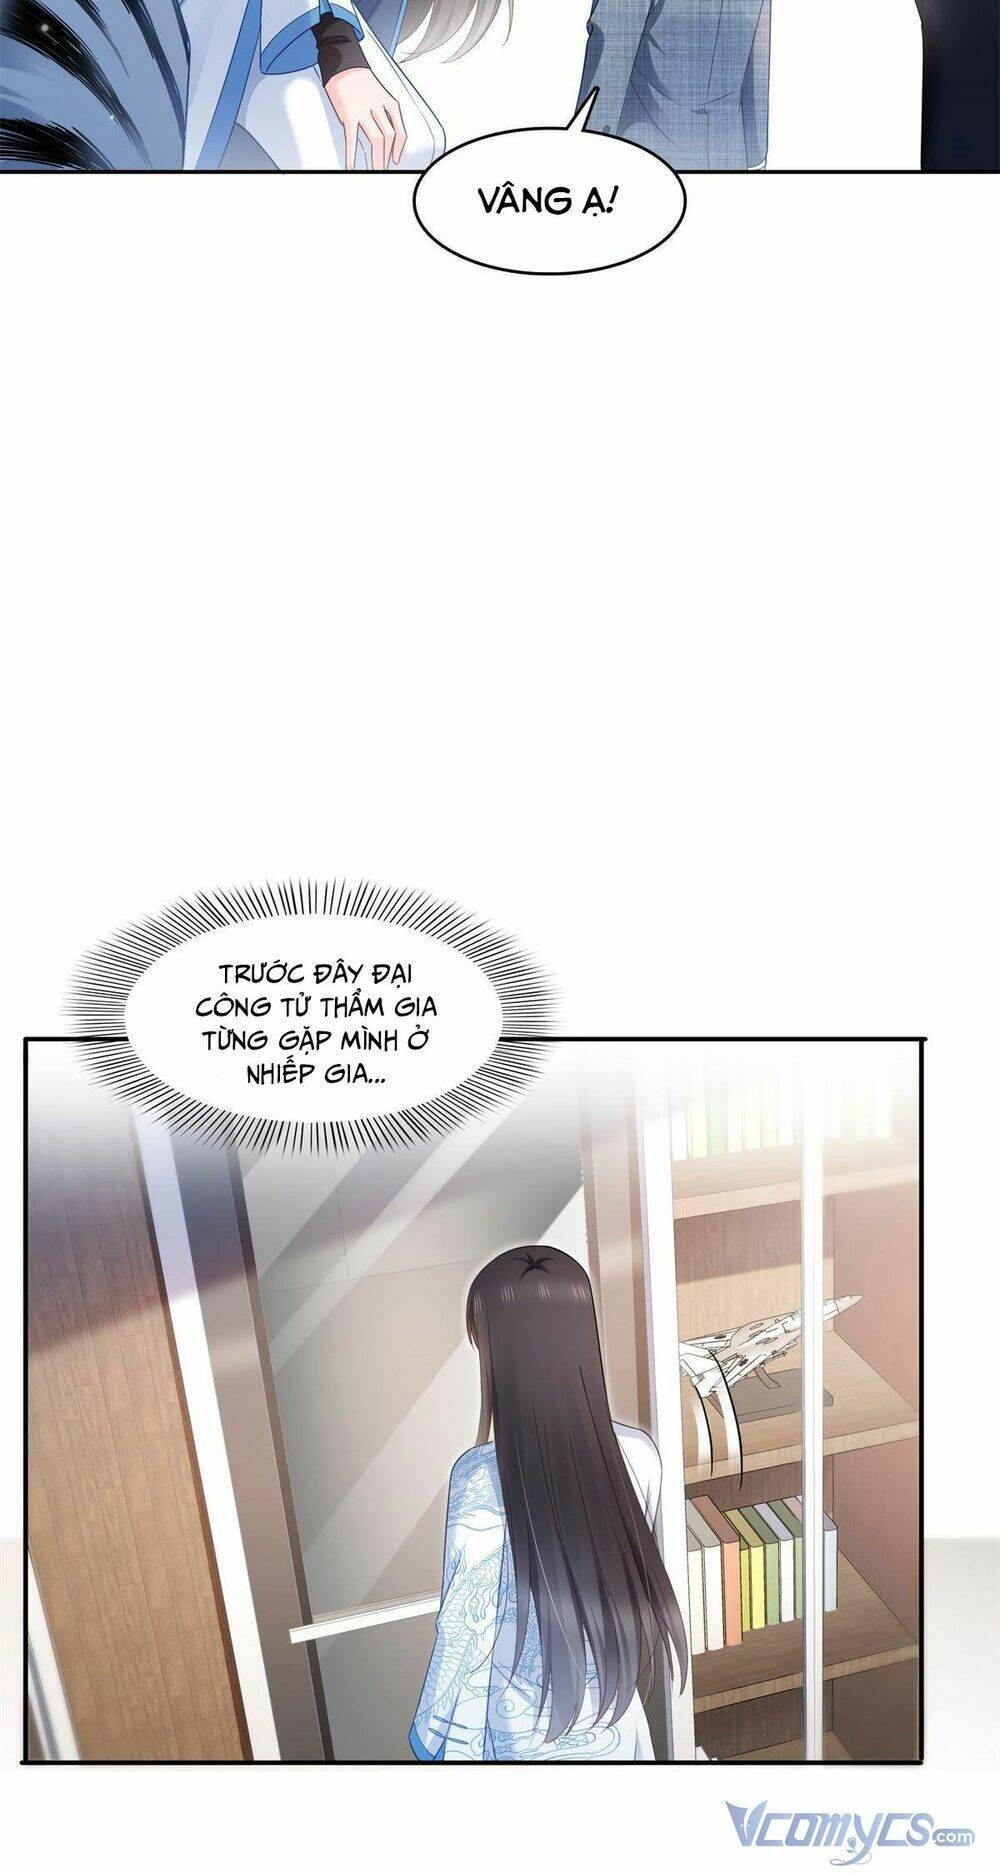 VÂNG Ạ!
TRƯỚC ĐÂY ĐẠI
CÔNG TỬ THẨM GIA
TỪNG GẶP MÌNH Ở
NHIẾP GIA...
VCOMYCS.com